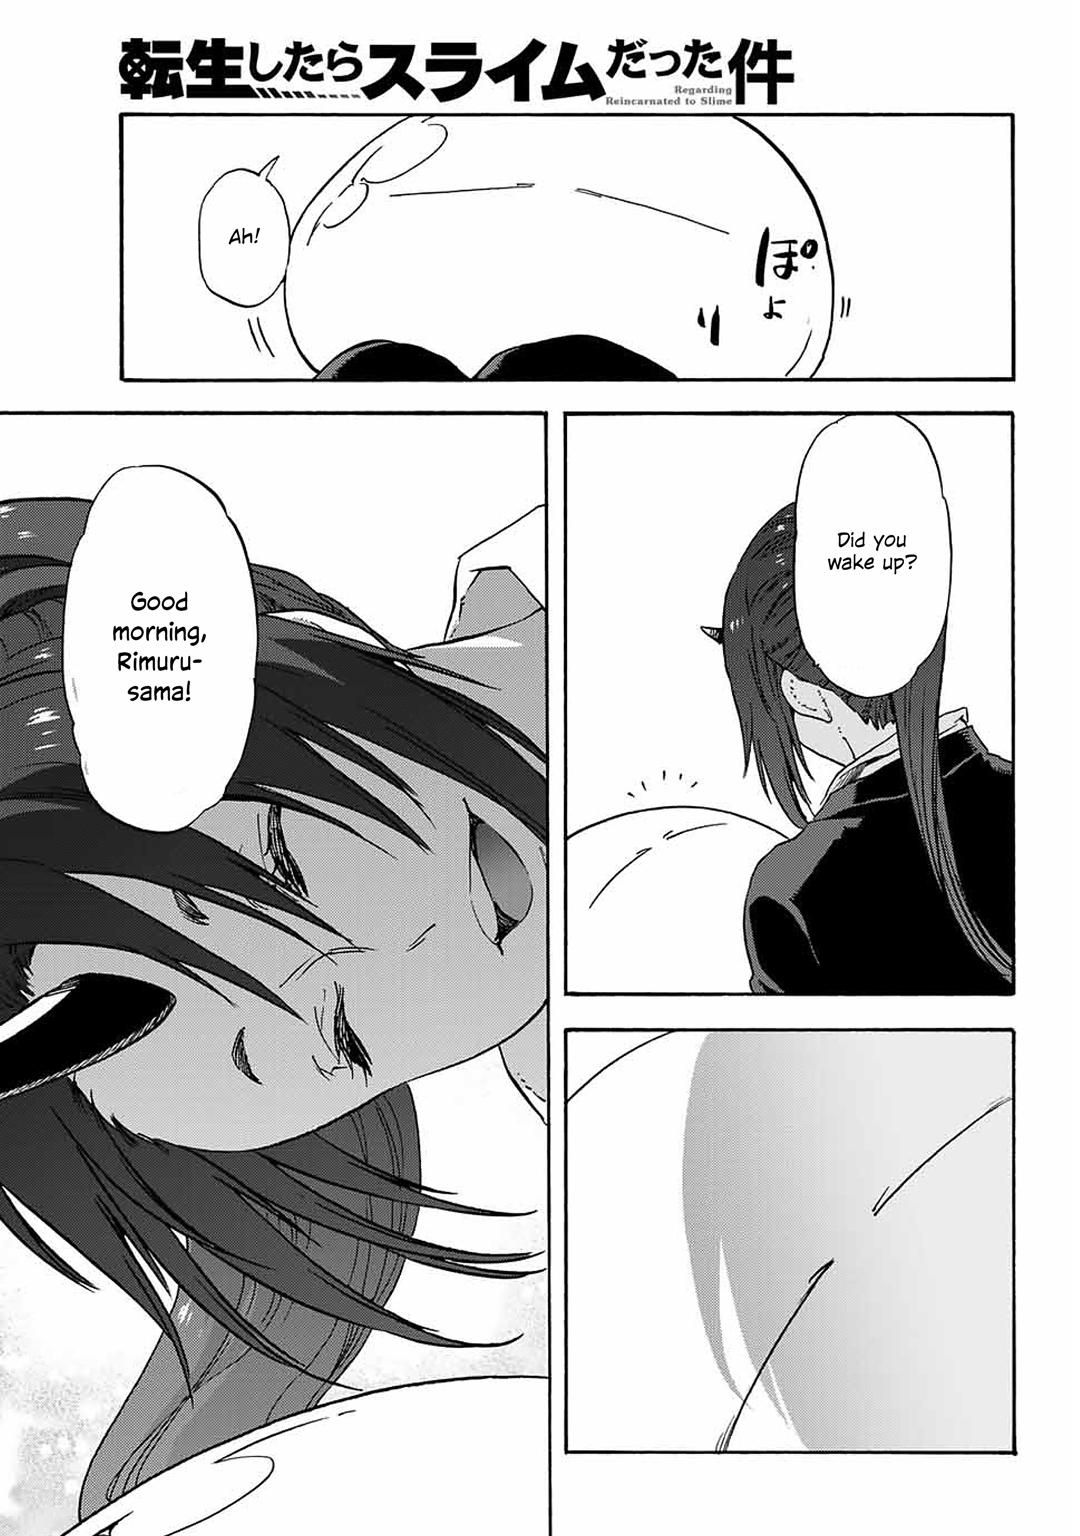 転生したらスライムだった件
Regarding
Reincarnated to Slime
Ah!
ぽ
よ
り
Did you
wake up?
Good
morning,
Rimuru-
sama!